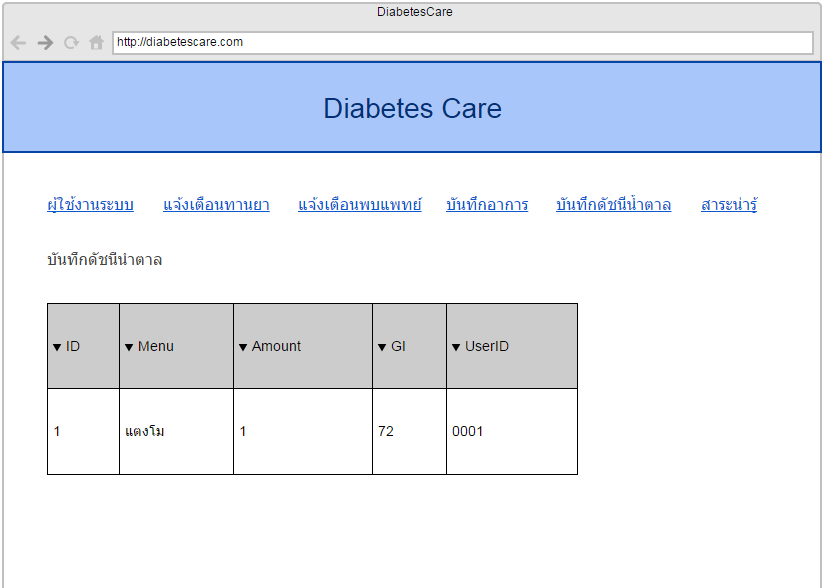 DiabetesCare
http://diabetescare.com
Diabetes Care
ผู้ใช้งานระบบ แจ้งเตือนทานยา แจ้งเตือนพบแพทย์ บันทึกอาการ บันทึกดัชนีน้ำตาล สาระน่ารู้
บันทึกดัชนีน่ำตาล
▼ ID ▼ Menu ▼ Amount ▼ GI ▼ UserID
1 แตงโม 1 72 0001